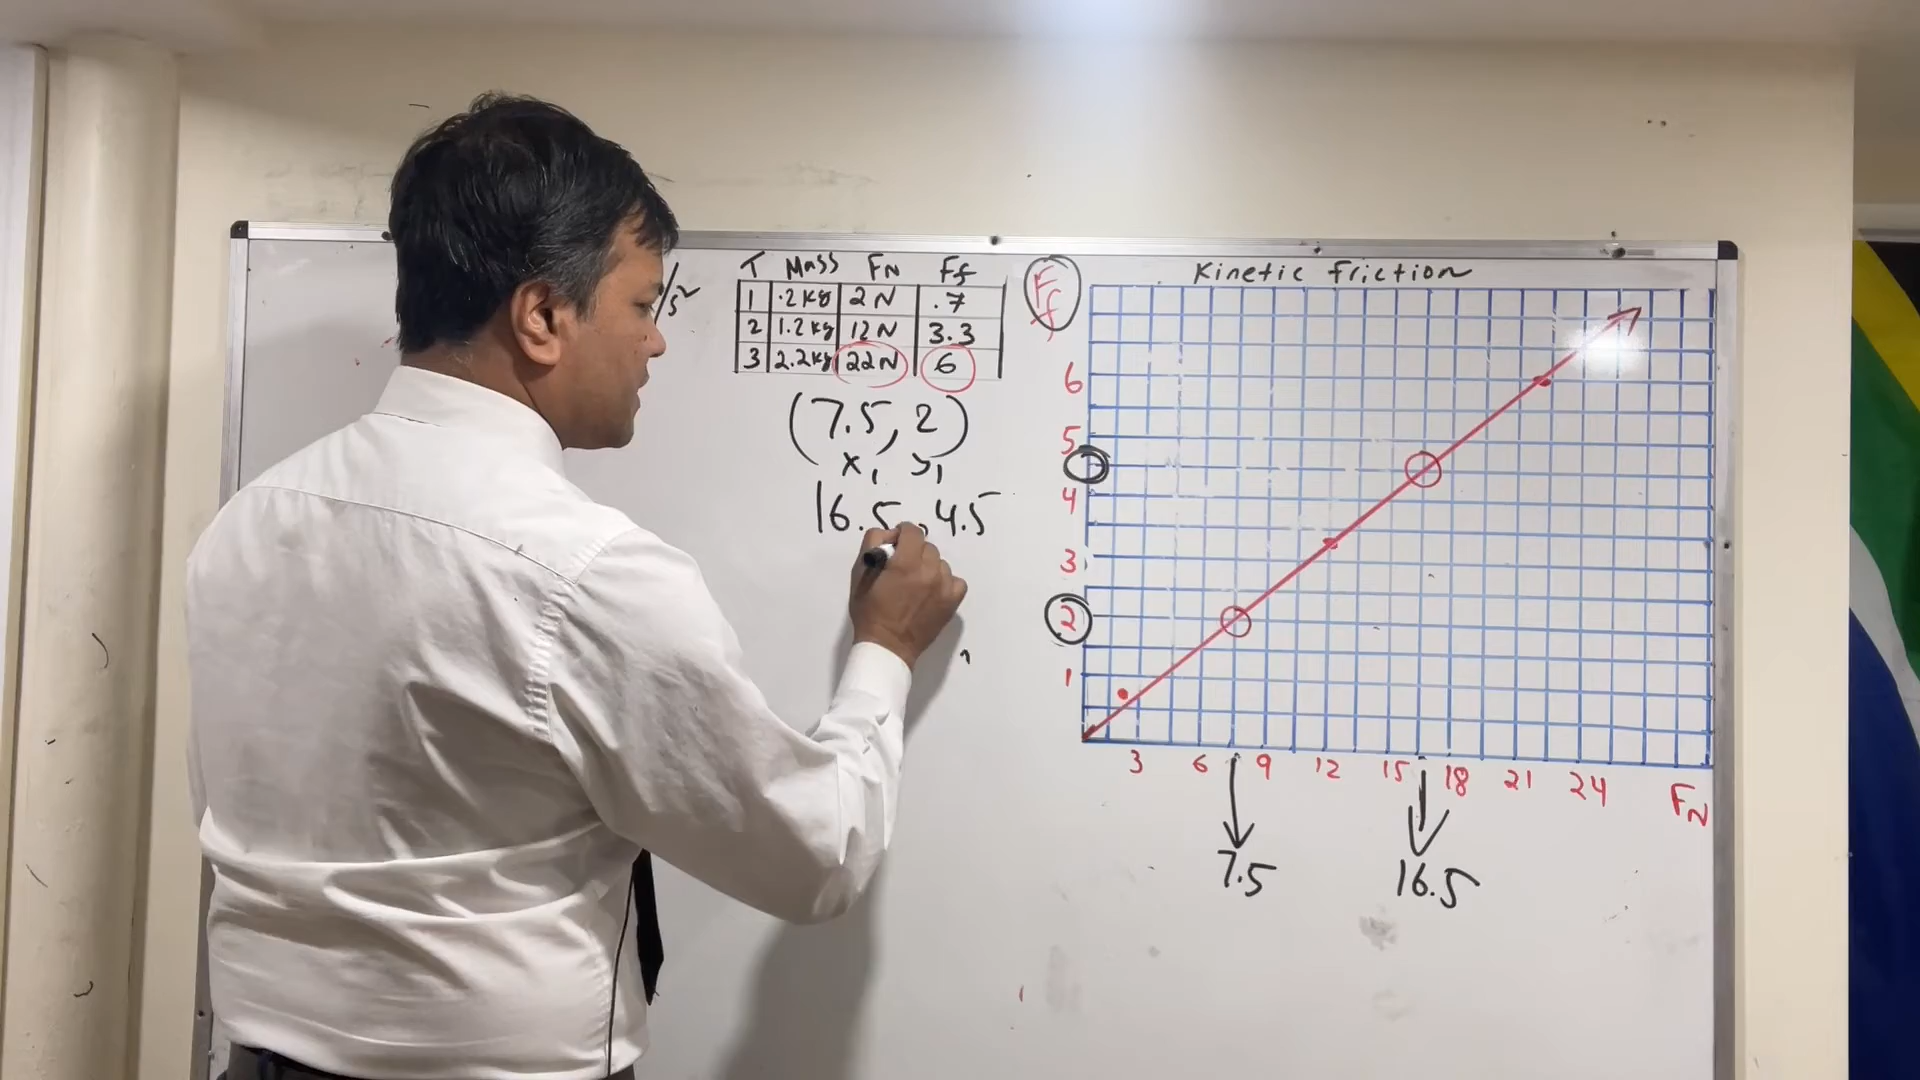 /s²
T Mass FN Ff
1 .2kg 2N .7
2 1.2kg 12N 3.3
3 2.2kg 22N 6
(7.5, 2)
x₁ y₁
16.5, 4.5
Kinetic friction
Ff
6
5
4
3
2
1
3 6 9 12 15 18 21 24 FN
7.5 16.5